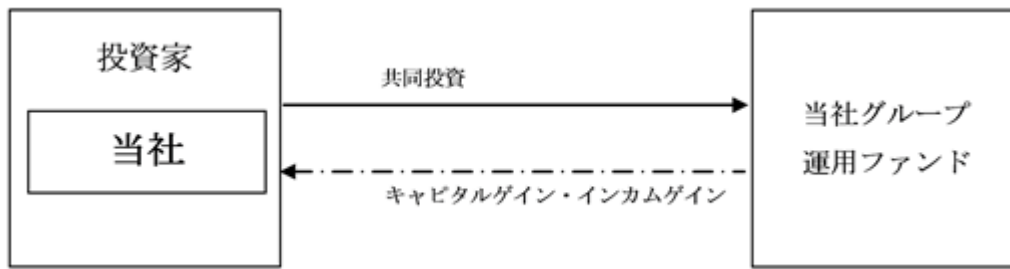 投資家
当社
共同投資
キャピタルゲイン・インカムゲイン
当社グループ
運用ファンド